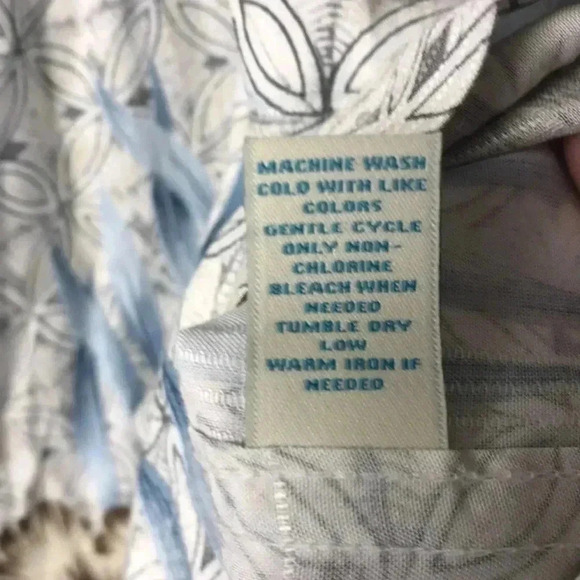 MACHINE WASH
COLD WITH LIKE
COLORS
GENTLE CYCLE
ONLY NON-
CHLORINE
BLEACH WHEN
NEEDED
TUMBLE DRY
LOW
WARM IRON IF
NEEDED